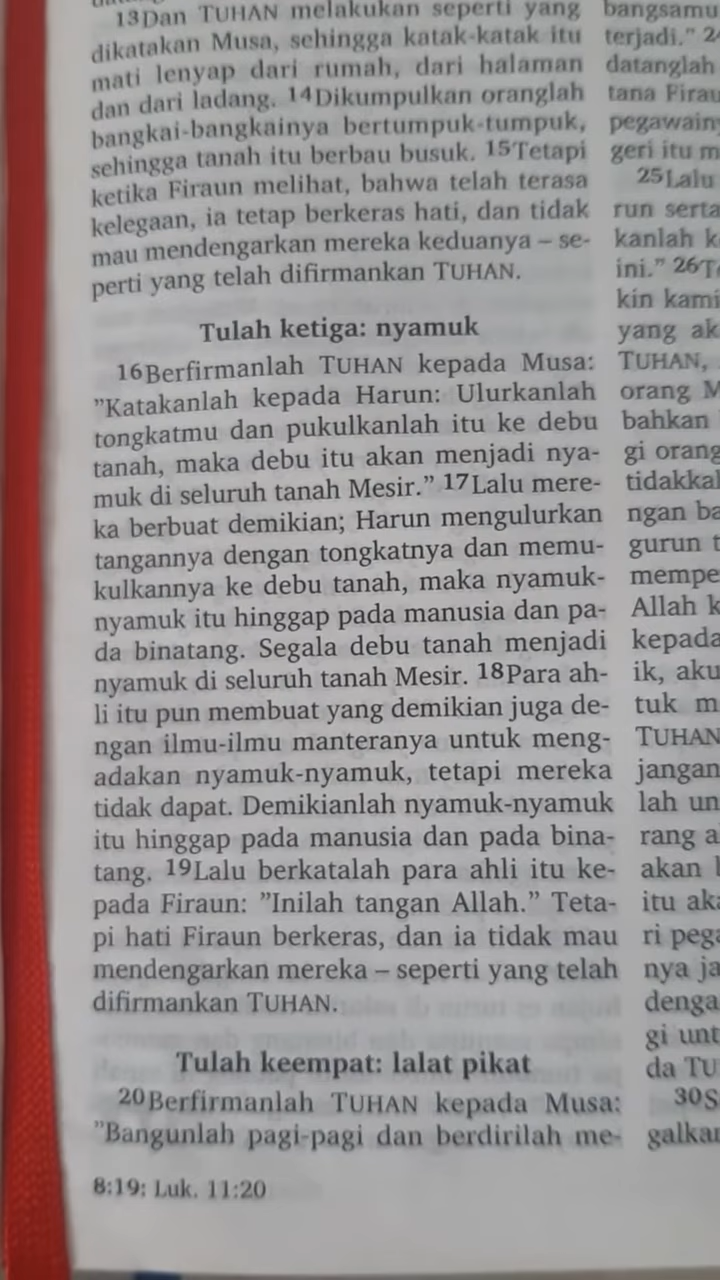 13Dan TUHAN melakukan seperti yang
dikatakan Musa, sehingga katak-katak itu
mati lenyap dari rumah, dari halaman
dan dari ladang. 14Dikumpulkan oranglah
bangkai-bangkainya bertumpuk-tumpuk,
sehingga tanah itu berbau busuk. 15Tetapi
ketika Firaun melihat, bahwa telah terasa
kelegaan, ia tetap berkeras hati, dan tidak
mau mendengarkan mereka keduanya – se-
perti yang telah difirmankan TUHAN.
Tulah ketiga: nyamuk
16Berfirmanlah TUHAN kepada Musa:
”Katakanlah kepada Harun: Ulurkanlah
tongkatmu dan pukulkanlah itu ke debu
tanah, maka debu itu akan menjadi nya-
muk di seluruh tanah Mesir.” 17Lalu mere-
ka berbuat demikian; Harun mengulurkan
tangannya dengan tongkatnya dan memu-
kulkannya ke debu tanah, maka nyamuk-
nyamuk itu hinggap pada manusia dan pa-
da binatang. Segala debu tanah menjadi
nyamuk di seluruh tanah Mesir. 18Para ah-
li itu pun membuat yang demikian juga de-
ngan ilmu-ilmu manteranya untuk meng-
adakan nyamuk-nyamuk, tetapi mereka
tidak dapat. Demikianlah nyamuk-nyamuk
itu hinggap pada manusia dan pada bina-
tang. 19Lalu berkatalah para ahli itu ke-
pada Firaun: ”Inilah tangan Allah.” Teta-
pi hati Firaun berkeras, dan ia tidak mau
mendengarkan mereka – seperti yang telah
difirmankan TUHAN.
Tulah keempat: lalat pikat
20Berfirmanlah TUHAN kepada Musa:
”Bangunlah pagi-pagi dan berdirilah me-
8:19: Luk. 11:20
bangsamu
terjadi.”
datanglah
tana Firau
pegawain
geri itu m
25Lalu
run serta
kanlah k
ini.” 26T
kin kami
yang ak
TUHAN,
orang M
bahkan
gi orang
tidakkal
ngan ba
gurun t
mempe
Allah k
kepada
ik, aku
tuk m
TUHAN
jangan
lah un
rang a
akan
itu aka
ri pega
nya ja
denga
gi unt
da TU
30S
galkan